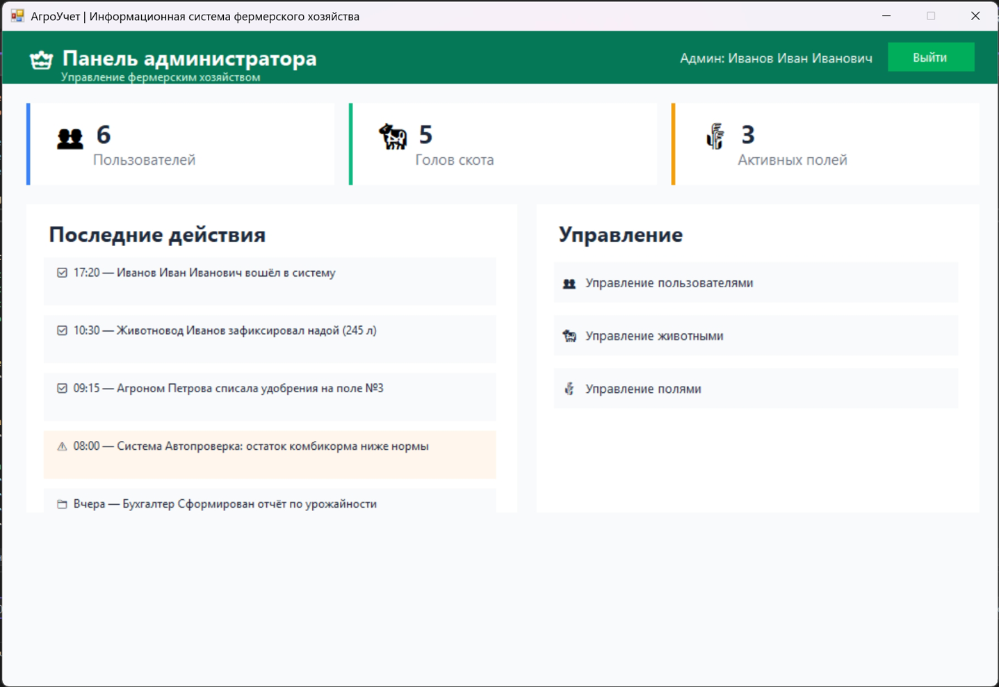 АгроУчет | Информационная система фермерского хозяйства
Панель администратора
Управление фермерским хозяйством
Админ: Иванов Иван Иванович
Выйти
6
Пользователей
5
Голов скота
3
Активных полей
Последние действия
17:20 — Иванов Иван Иванович вошёл в систему
10:30 — Животновод Иванов зафиксировал надой (245 л)
09:15 — Агроном Петрова списала удобрения на поле №3
08:00 — Система Автопроверка: остаток комбикорма ниже нормы
Вчера — Бухгалтер Сформирован отчёт по урожайности
Управление
Управление пользователями
Управление животными
Управление полями